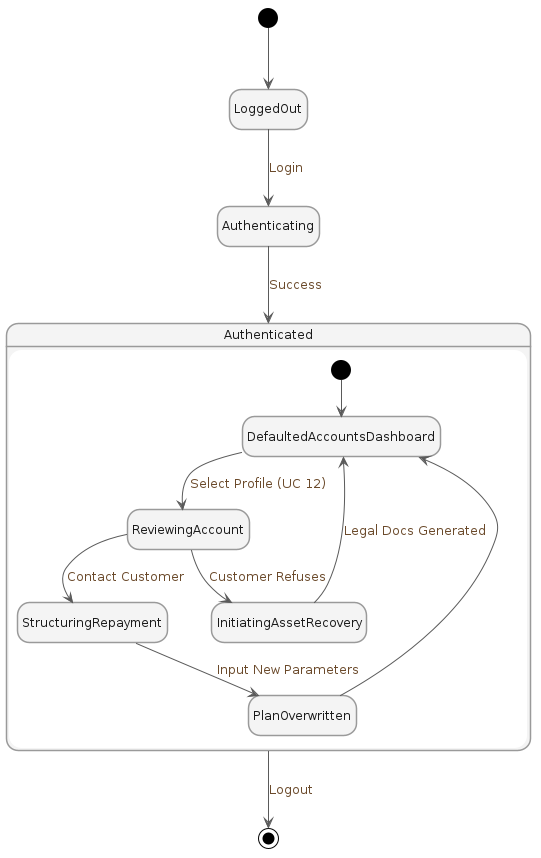 LoggedOut
Login
Authenticating
Success
Authenticated
DefaultedAccountsDashboard
Select Profile (UC 12)
ReviewingAccount
Legal Docs Generated
Contact Customer
Customer Refuses
StructuringRepayment
InitiatingAssetRecovery
Input New Parameters
PlanOverwritten
Logout